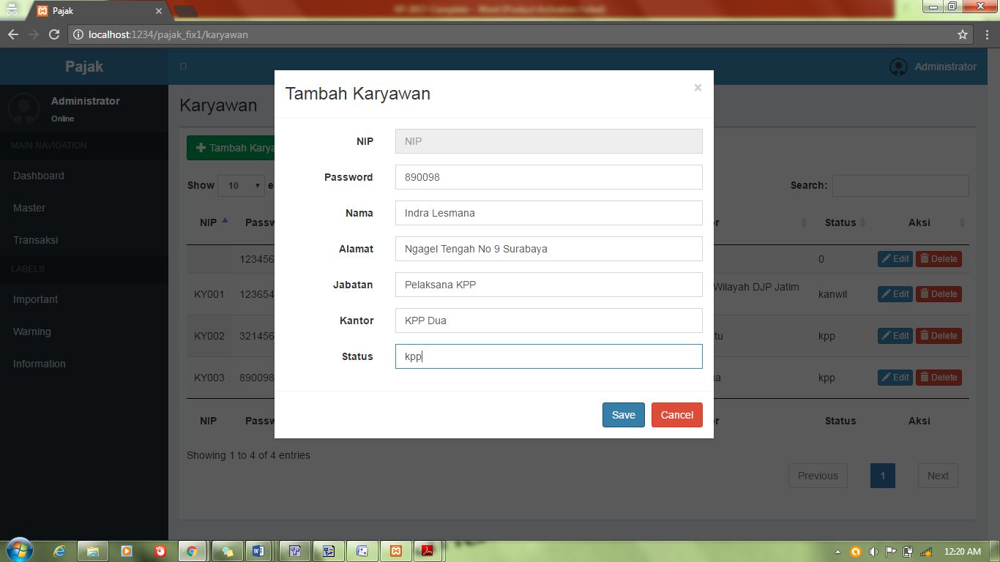 Pajak
localhost:1234/pajak_fix1/karyawan
Pajak
Administrator
Administrator
Online
MAIN NAVIGATION
Dashboard
Master
Transaksi
LABELS
Important
Warning
Information
Karyawan
Tambah Karya
Show 10 e
Search:
NIP Passw r Status Aksi
123456 0 Edit Delete
KY001 123654 Wilayah DJP Jatim kanwil Edit Delete
KY002 321456 tu kpp Edit Delete
KY003 890098 a kpp Edit Delete
NIP Passw r Status Aksi
Showing 1 to 4 of 4 entries
Previous 1 Next
Tambah Karyawan
×
NIP NIP
Password 890098
Nama Indra Lesmana
Alamat Ngagel Tengah No 9 Surabaya
Jabatan Pelaksana KPP
Kantor KPP Dua
Status kpp
Save Cancel
12:20 AM